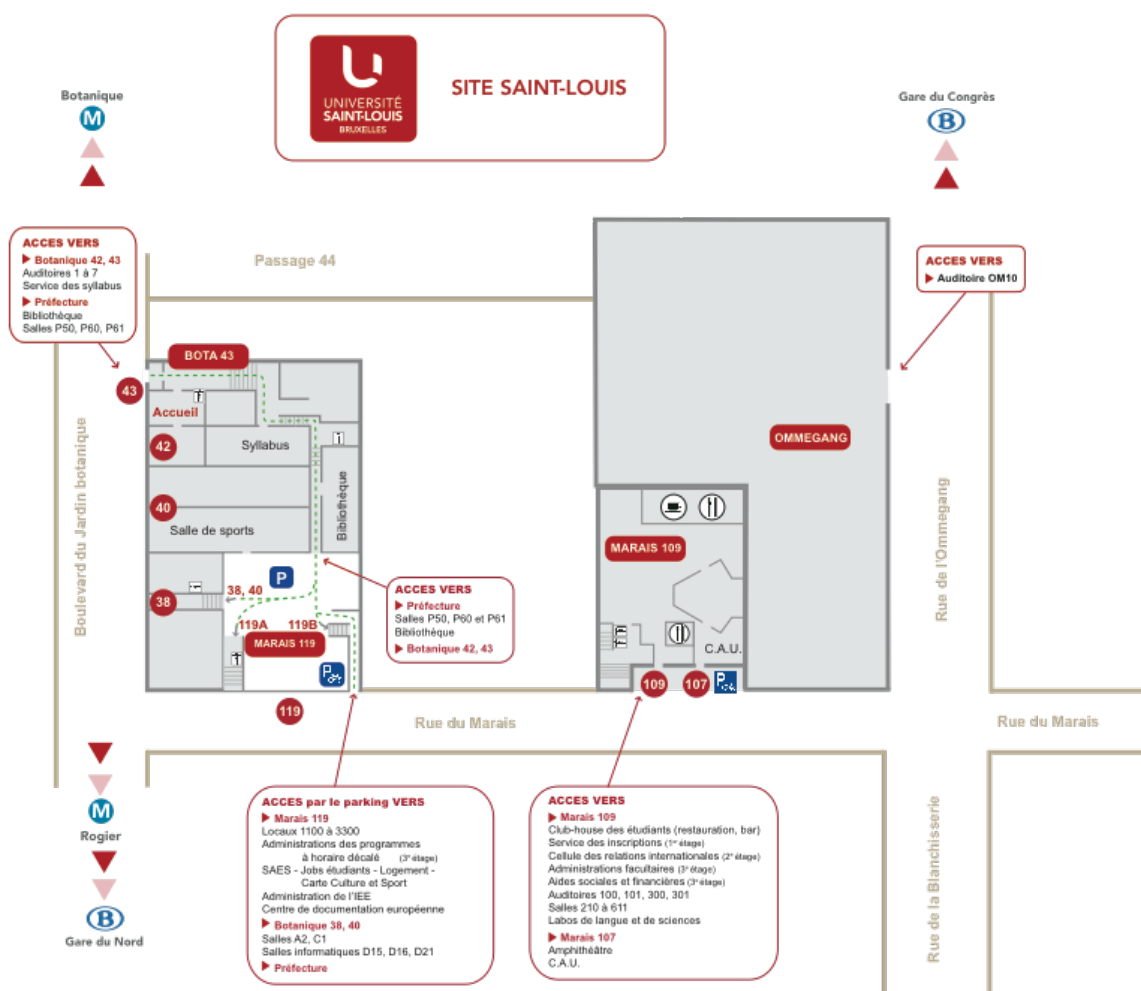 UNIVERSITÉ
SAINT-LOUIS
BRUXELLES
SITE SAINT-LOUIS
Botanique
M
Gare du Congrès
B
ACCES VERS
Botanique 42, 43
Auditoires 1 à 7
Service des syllabus
Préfecture
Bibliothèque
Salles P50, P60, P61
Passage 44
ACCES VERS
Auditoire OM10
BOTA 43
43
Accueil
42
Syllabus
Bibliothèque
40
Salle de sports
Boulevard du Jardin botanique
OMMEGANG
Rue de l'Ommegang
MARAIS 109
P
38, 40
38
119A
119B
MARAIS 119
P
119
ACCES VERS
Préfecture
Salles P50, P60 et P61
Bibliothèque
Botanique 42, 43
C.A.U.
109
107
P
Rue du Marais
Rue du Marais
M
Rogier
B
Gare du Nord
ACCES par le parking VERS
Marais 119
Locaux 1100 à 3300
Administrations des programmes
à horaire décalé (3e étage)
SAES - Jobs étudiants - Logement -
Carte Culture et Sport
Administration de l'IEE
Centre de documentation européenne
Botanique 38, 40
Salles A2, C1
Salles informatiques D15, D16, D21
Préfecture
ACCES VERS
Marais 109
Club-house des étudiants (restauration, bar)
Service des inscriptions (1er étage)
Cellule des relations internationales (2e étage)
Administrations facultaires (3e étage)
Aides sociales et financières (3e étage)
Auditoires 100, 101, 300, 301
Salles 210 à 611
Labos de langue et de sciences
Marais 107
Amphithéâtre
C.A.U.
Rue de la Blanchisserie